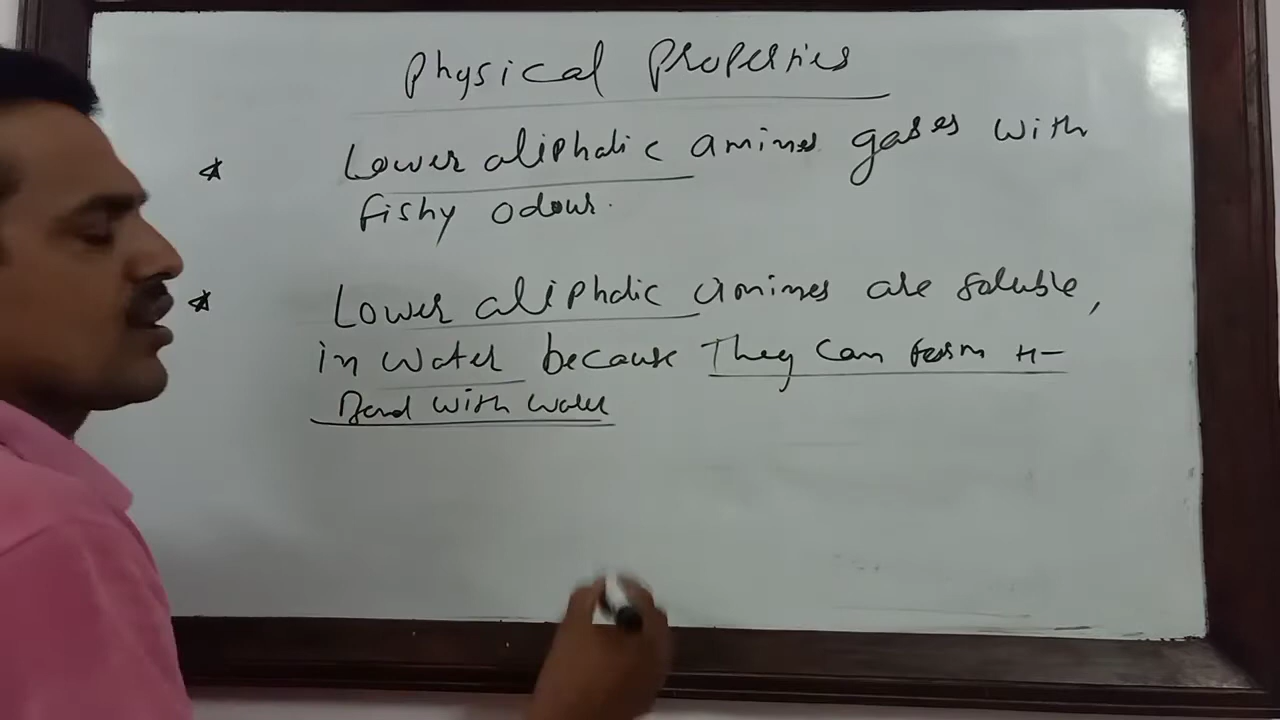 Physical Properties
* Lower aliphatic amines gases with
fishy odour.
* Lower aliphatic amines are soluble,
in water because They can form H-
Bond with water